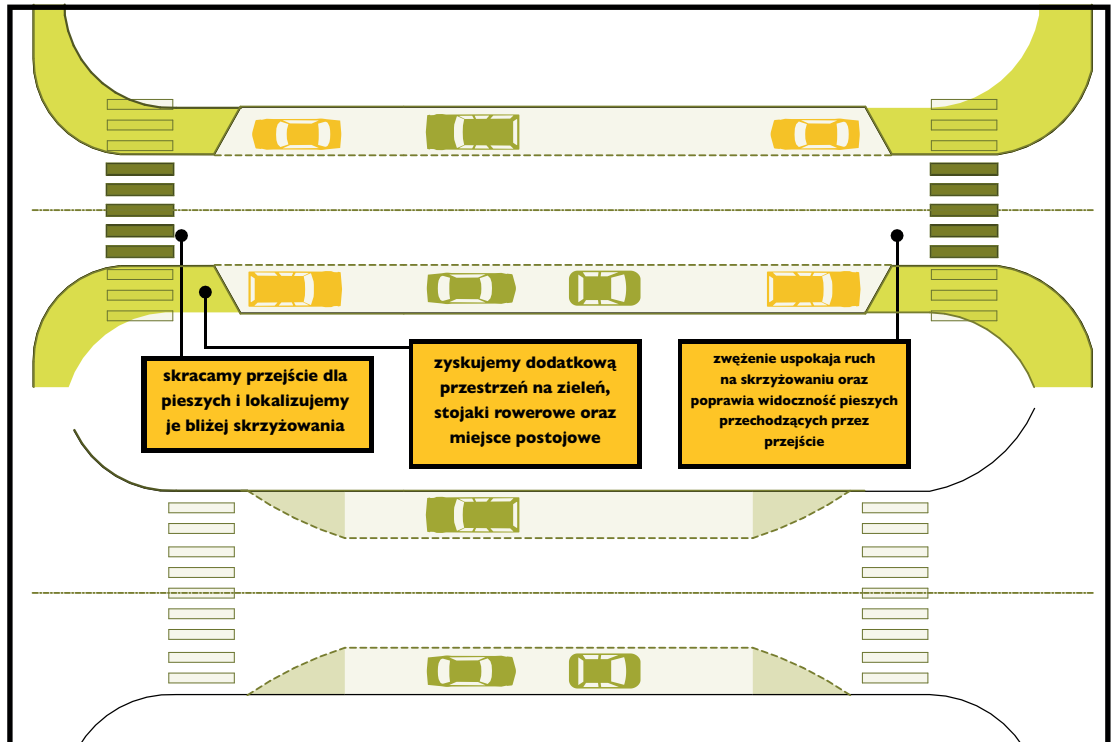 skracamy przejście dla
pieszych i lokalizujemy
je bliżej skrzyżowania
zyskujemy dodatkową
przestrzeń na zieleń,
stojaki rowerowe oraz
miejsce postojowe
zwężenie uspokaja ruch
na skrzyżowaniu oraz
poprawia widoczność pieszych
przechodzących przez
przejście